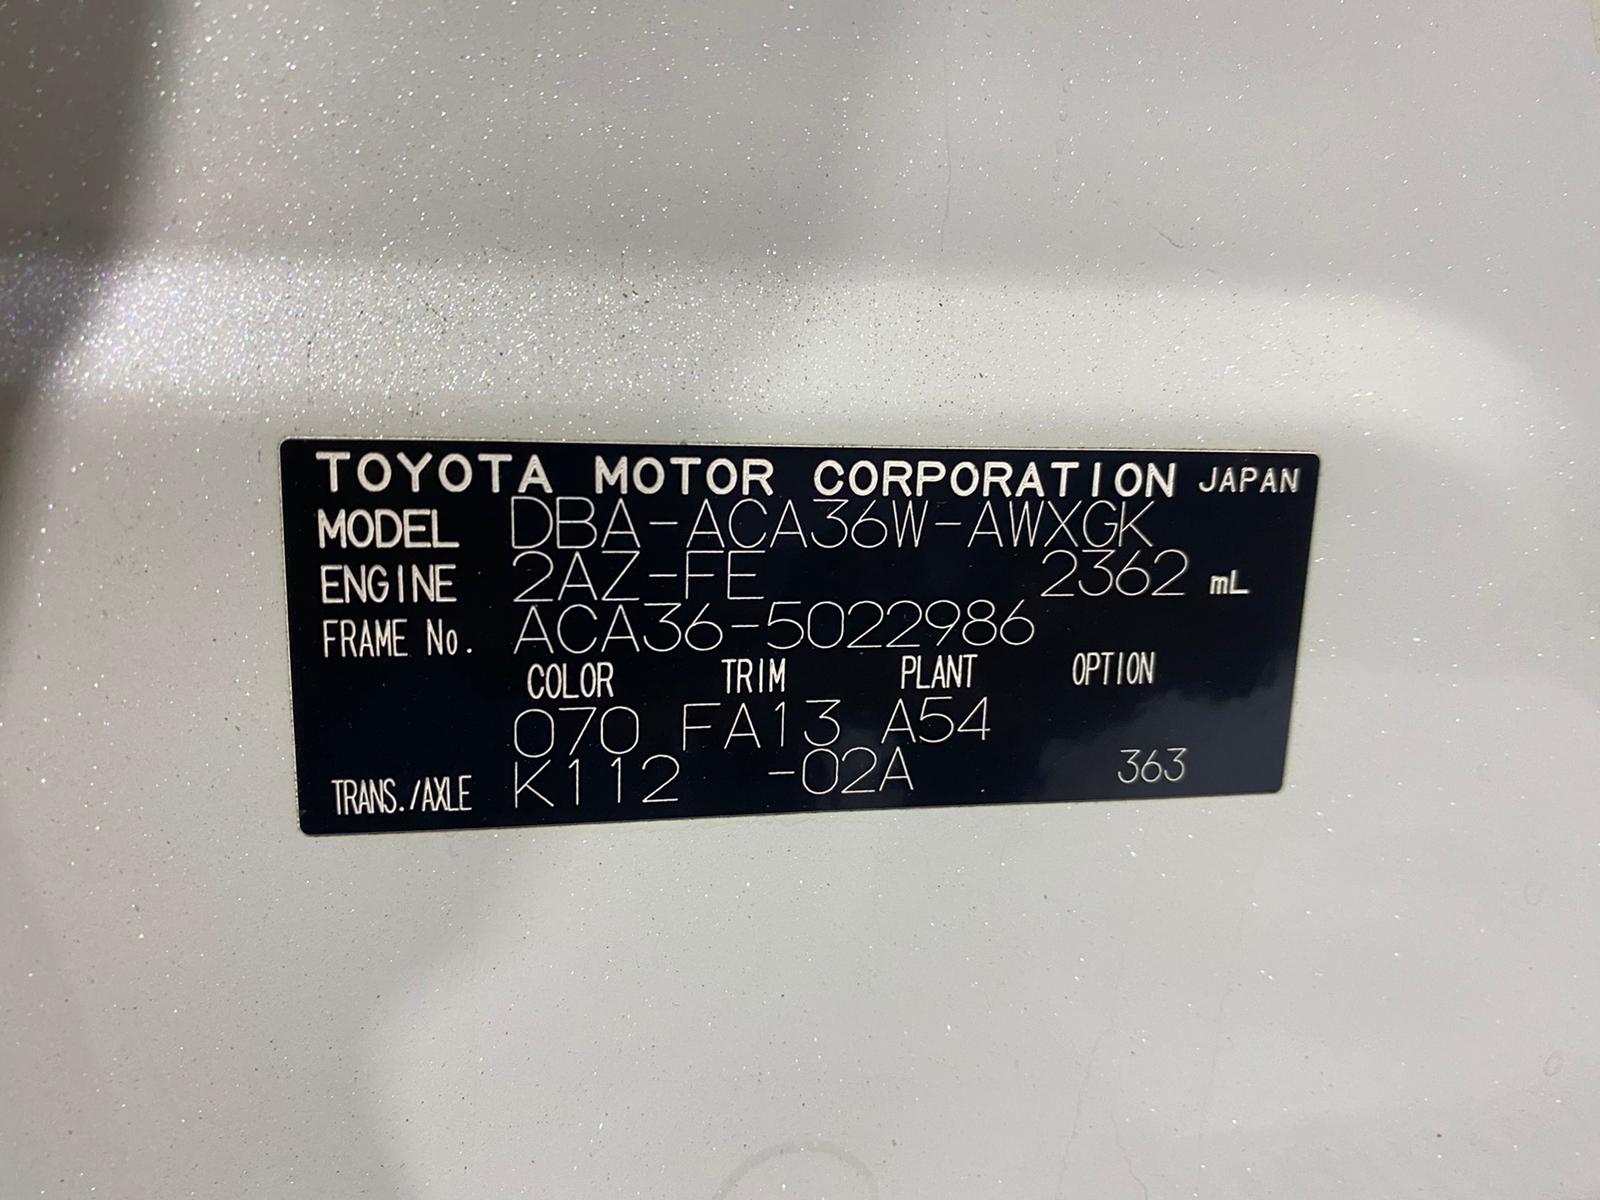 TOYOTA MOTOR CORPORATION JAPAN
MODEL DBA-ACA36W-AWXGK
ENGINE 2AZ-FE 2362 mL
FRAME No. ACA36-5022986
COLOR TRIM PLANT OPTION
070 FA13 A54
TRANS./AXLE K112 -02A 363